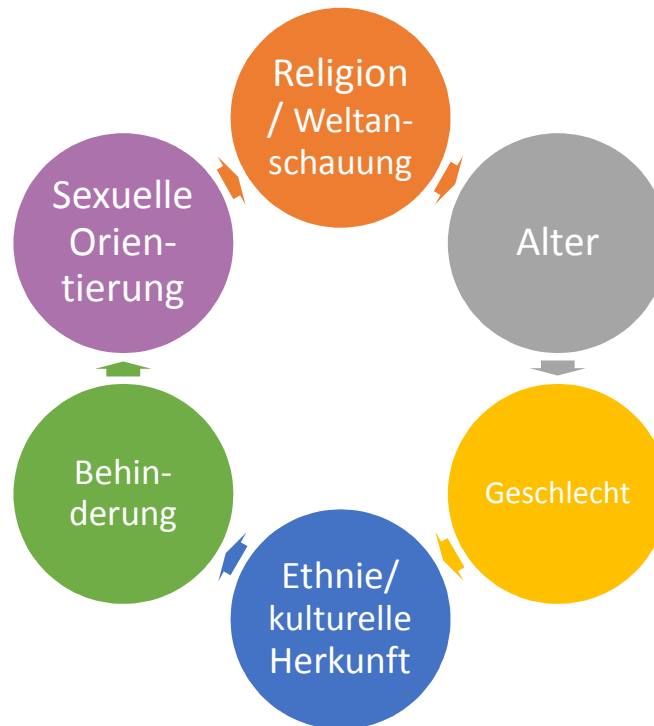 Religion
/ Weltan-
schauung
Alter
Geschlecht
Ethnie/
kulturelle
Herkunft
Behin-
derung
Sexuelle
Orien-
tierung